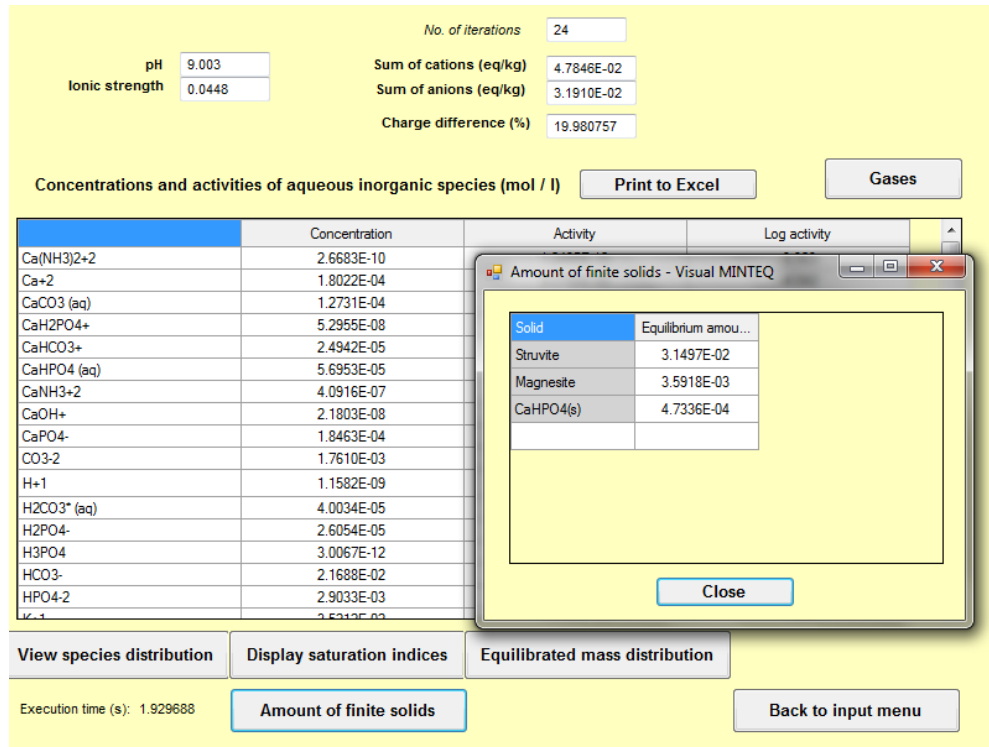 No. of iterations 24
pH 9.003 Sum of cations (eq/kg) 4.7846E-02
Ionic strength 0.0448 Sum of anions (eq/kg) 3.1910E-02
Charge difference (%) 19.980757
Concentrations and activities of aqueous inorganic species (mol / l) Print to Excel Gases
Concentration Activity Log activity
Ca(NH3)2+2 2.6683E-10
Ca+2 1.8022E-04
CaCO3 (aq) 1.2731E-04
CaH2PO4+ 5.2955E-08
CaHCO3+ 2.4942E-05
CaHPO4 (aq) 5.6953E-05
CaNH3+2 4.0916E-07
CaOH+ 2.1803E-08
CaPO4- 1.8463E-04
CO3-2 1.7610E-03
H+1 1.1582E-09
H2CO3* (aq) 4.0034E-05
H2PO4- 2.6054E-05
H3PO4 3.0067E-12
HCO3- 2.1688E-02
HPO4-2 2.9033E-03
Amount of finite solids - Visual MINTEQ
Solid Equilibrium amou...
Struvite 3.1497E-02
Magnesite 3.5918E-03
CaHPO4(s) 4.7336E-04
Close
View species distribution Display saturation indices Equilibrated mass distribution
Execution time (s): 1.929688 Amount of finite solids Back to input menu